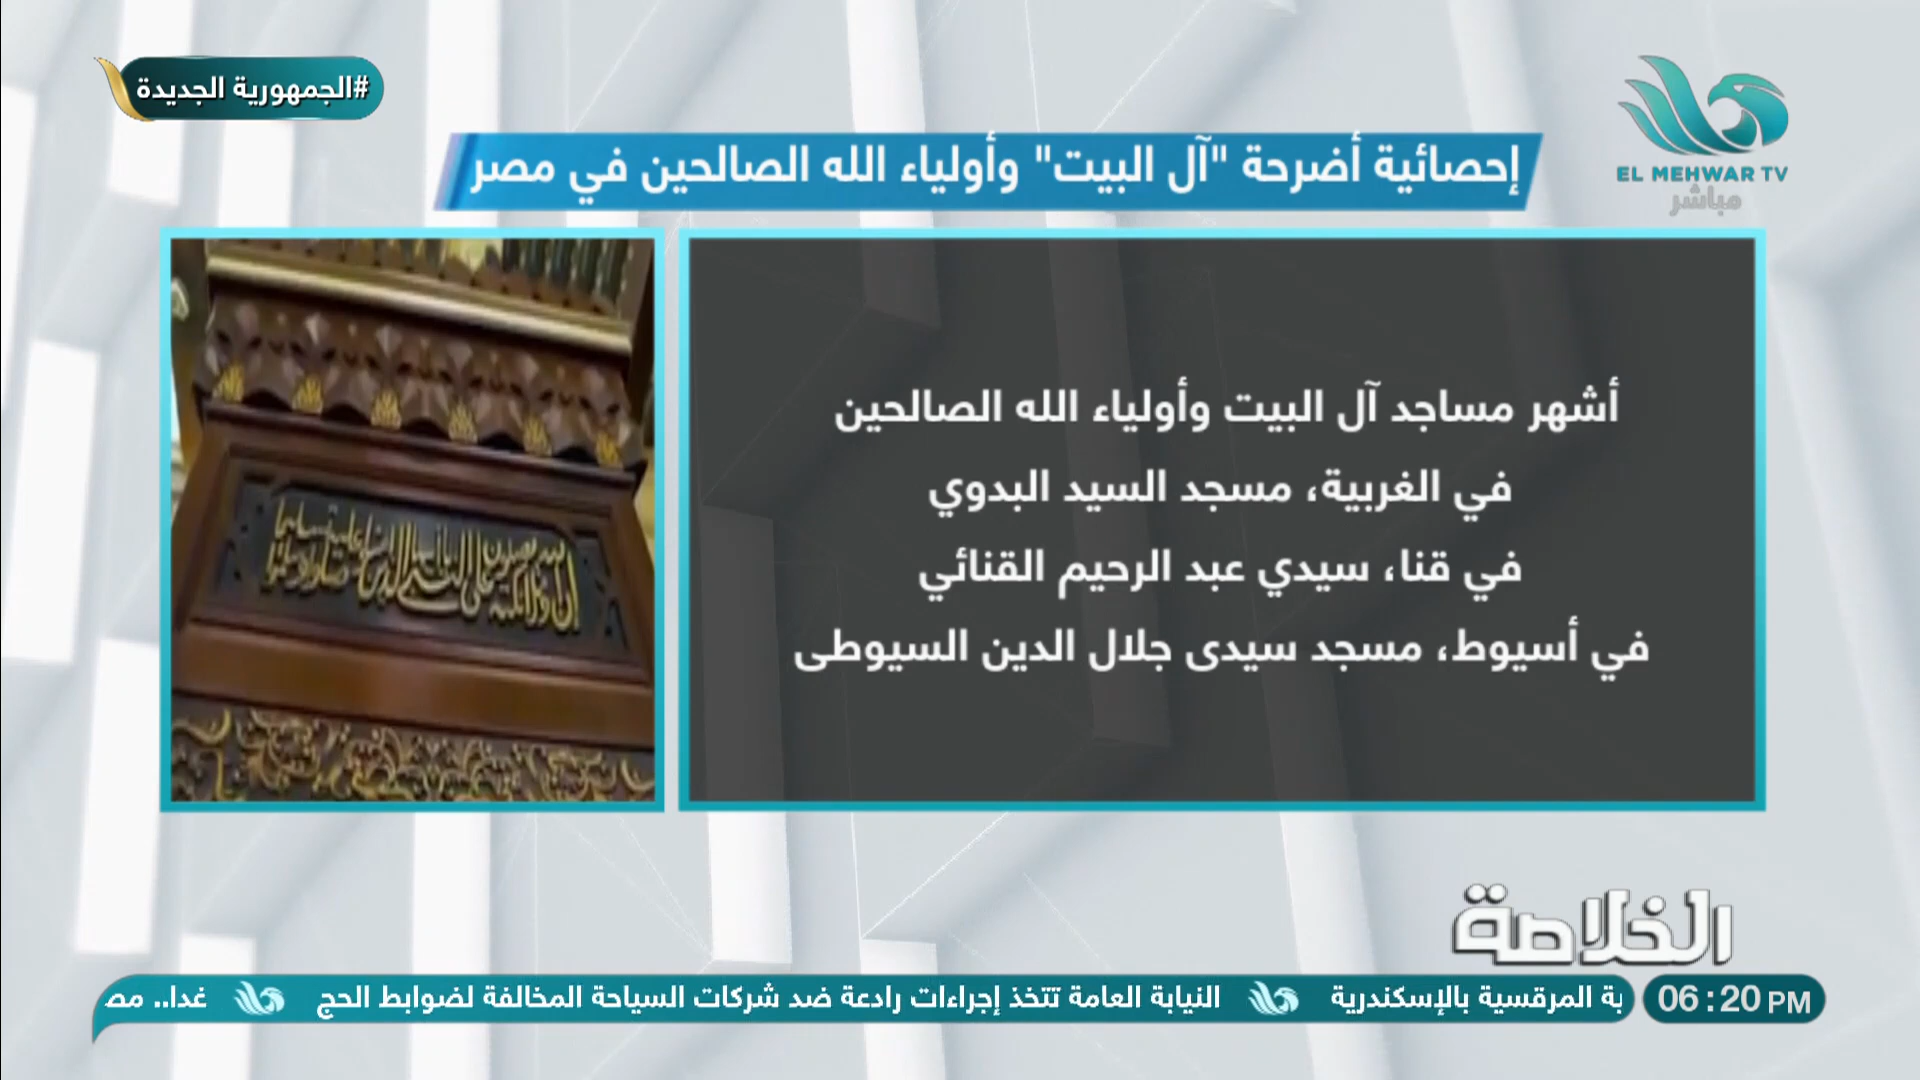 #الجمهورية الجديدة
EL MEHWAR TV
مباشر
إحصائية أضرحة "آل البيت" وأولياء الله الصالحين في مصر
أشهر مساجد آل البيت وأولياء الله الصالحين
في الغربية، مسجد السيد البدوي
في قنا، سيدي عبد الرحيم القنائي
في أسيوط، مسجد سيدى جلال الدين السيوطى
الخلاصة
ية المرقسية بالإسكندرية النيابة العامة تتخذ إجراءات رادعة ضد شركات السياحة المخالفة لضوابط الحج غدا.. مص
06:20 PM